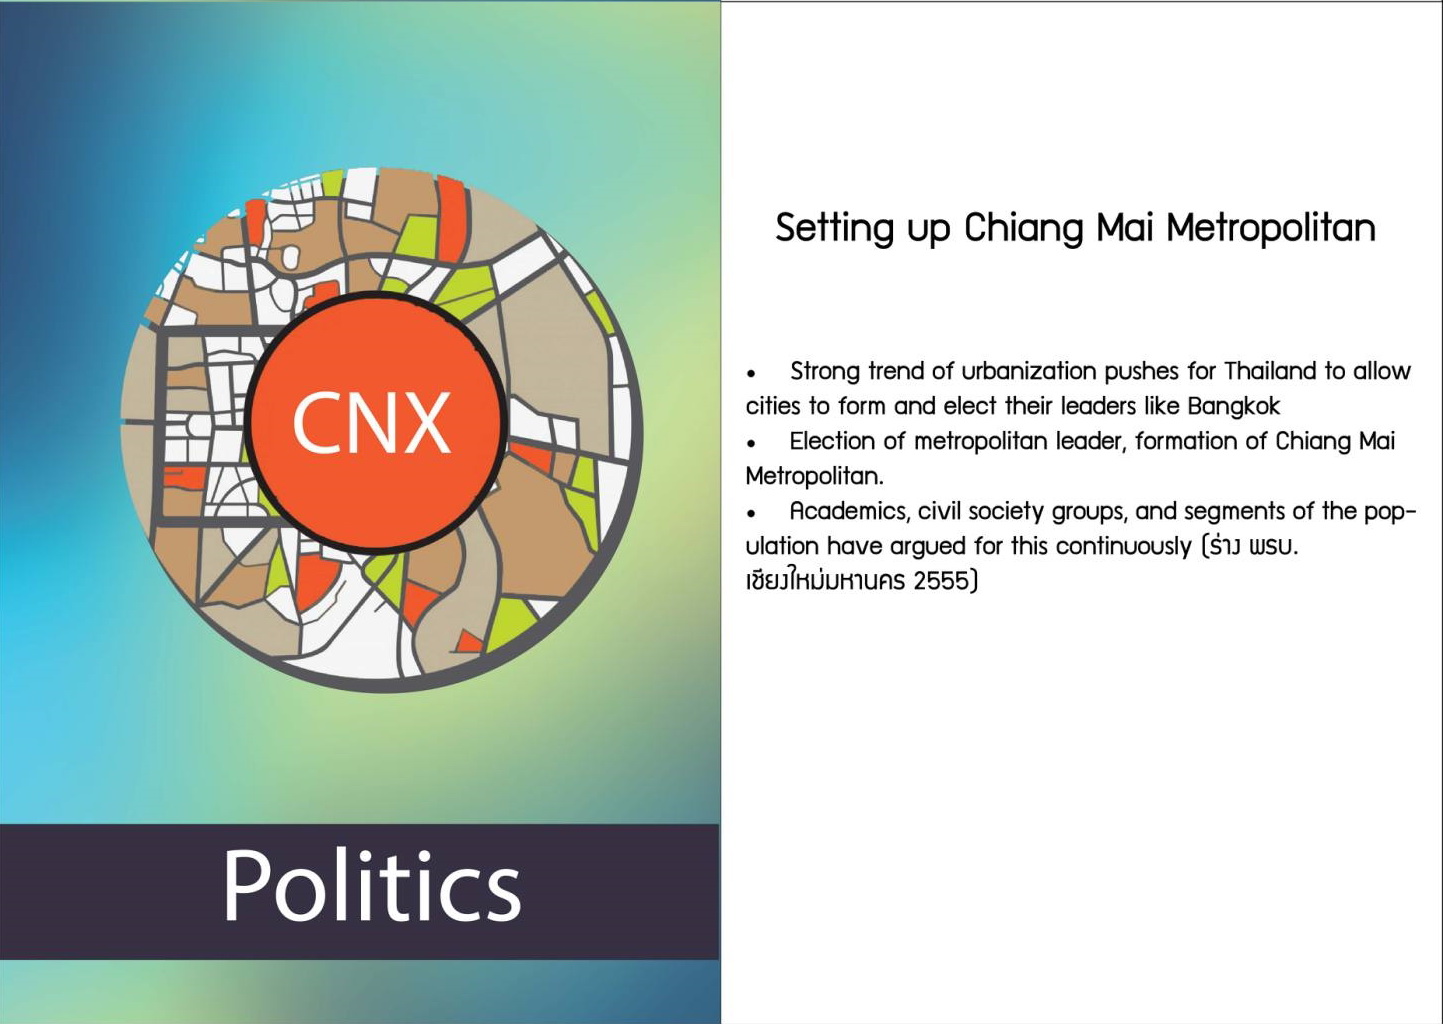 CNX
Politics
Setting up Chiang Mai Metropolitan
• Strong trend of urbanization pushes for Thailand to allow
cities to form and elect their leaders like Bangkok
• Election of metropolitan leader, formation of Chiang Mai
Metropolitan.
• Academics, civil society groups, and segments of the pop-
ulation have argued for this continuously (ร่าง พรบ.
เชียงใหม่มหานคร 2555)